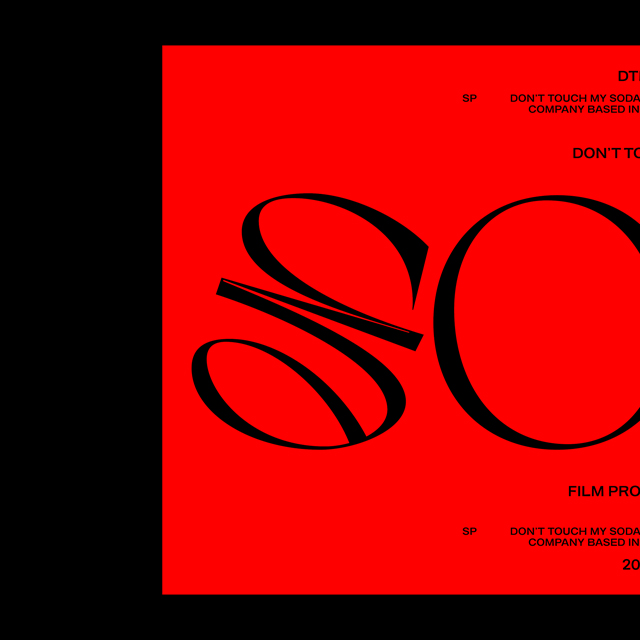 DT
SP DON'T TOUCH MY SODA
COMPANY BASED IN
DON'T TO
SO
FILM PRO
SP DON'T TOUCH MY SODA
COMPANY BASED IN
20